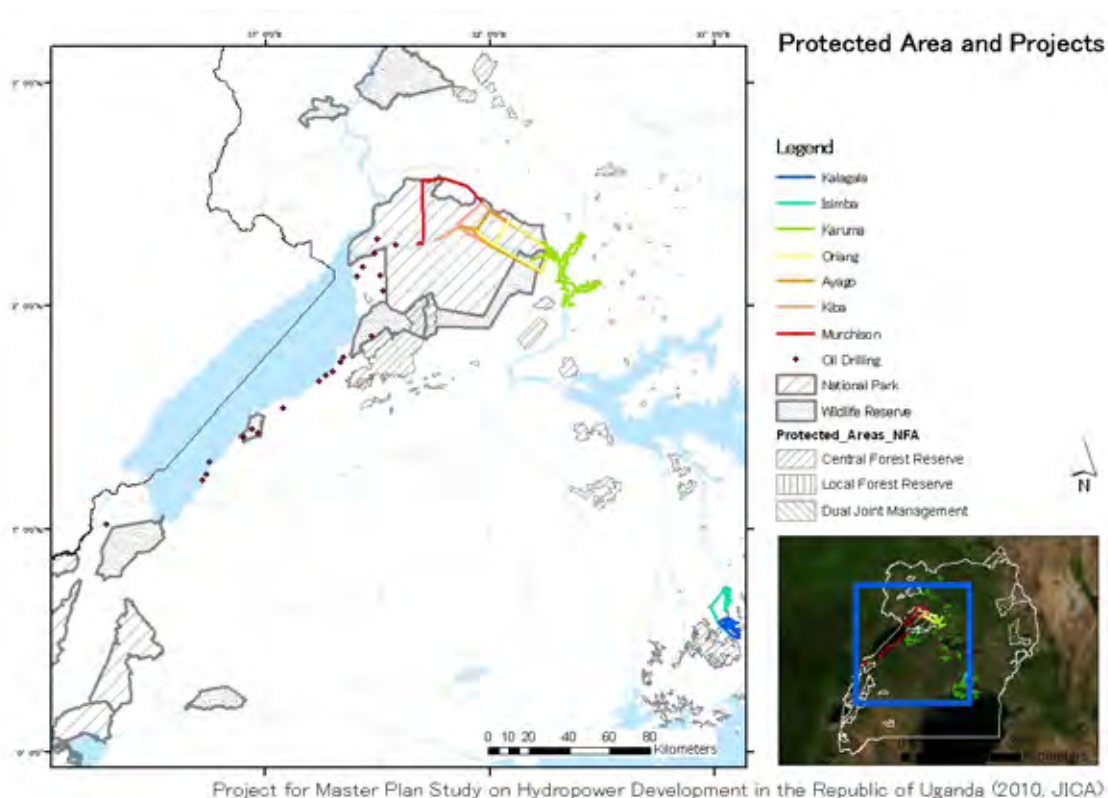 Protected Area and Projects
Legend
Kalagala
Isimba
Karuma
Oriang
Ayago
Kiba
Murchison
Oil Drilling
National Park
Wildlife Reserve
Protected_Areas_NFA
Central Forest Reserve
Local Forest Reserve
Dual Joint Management
N
0 10 20 40 60 80
Kilometers
Kilometers
Project for Master Plan Study on Hydropower Development in the Republic of Uganda (2010, JICA)